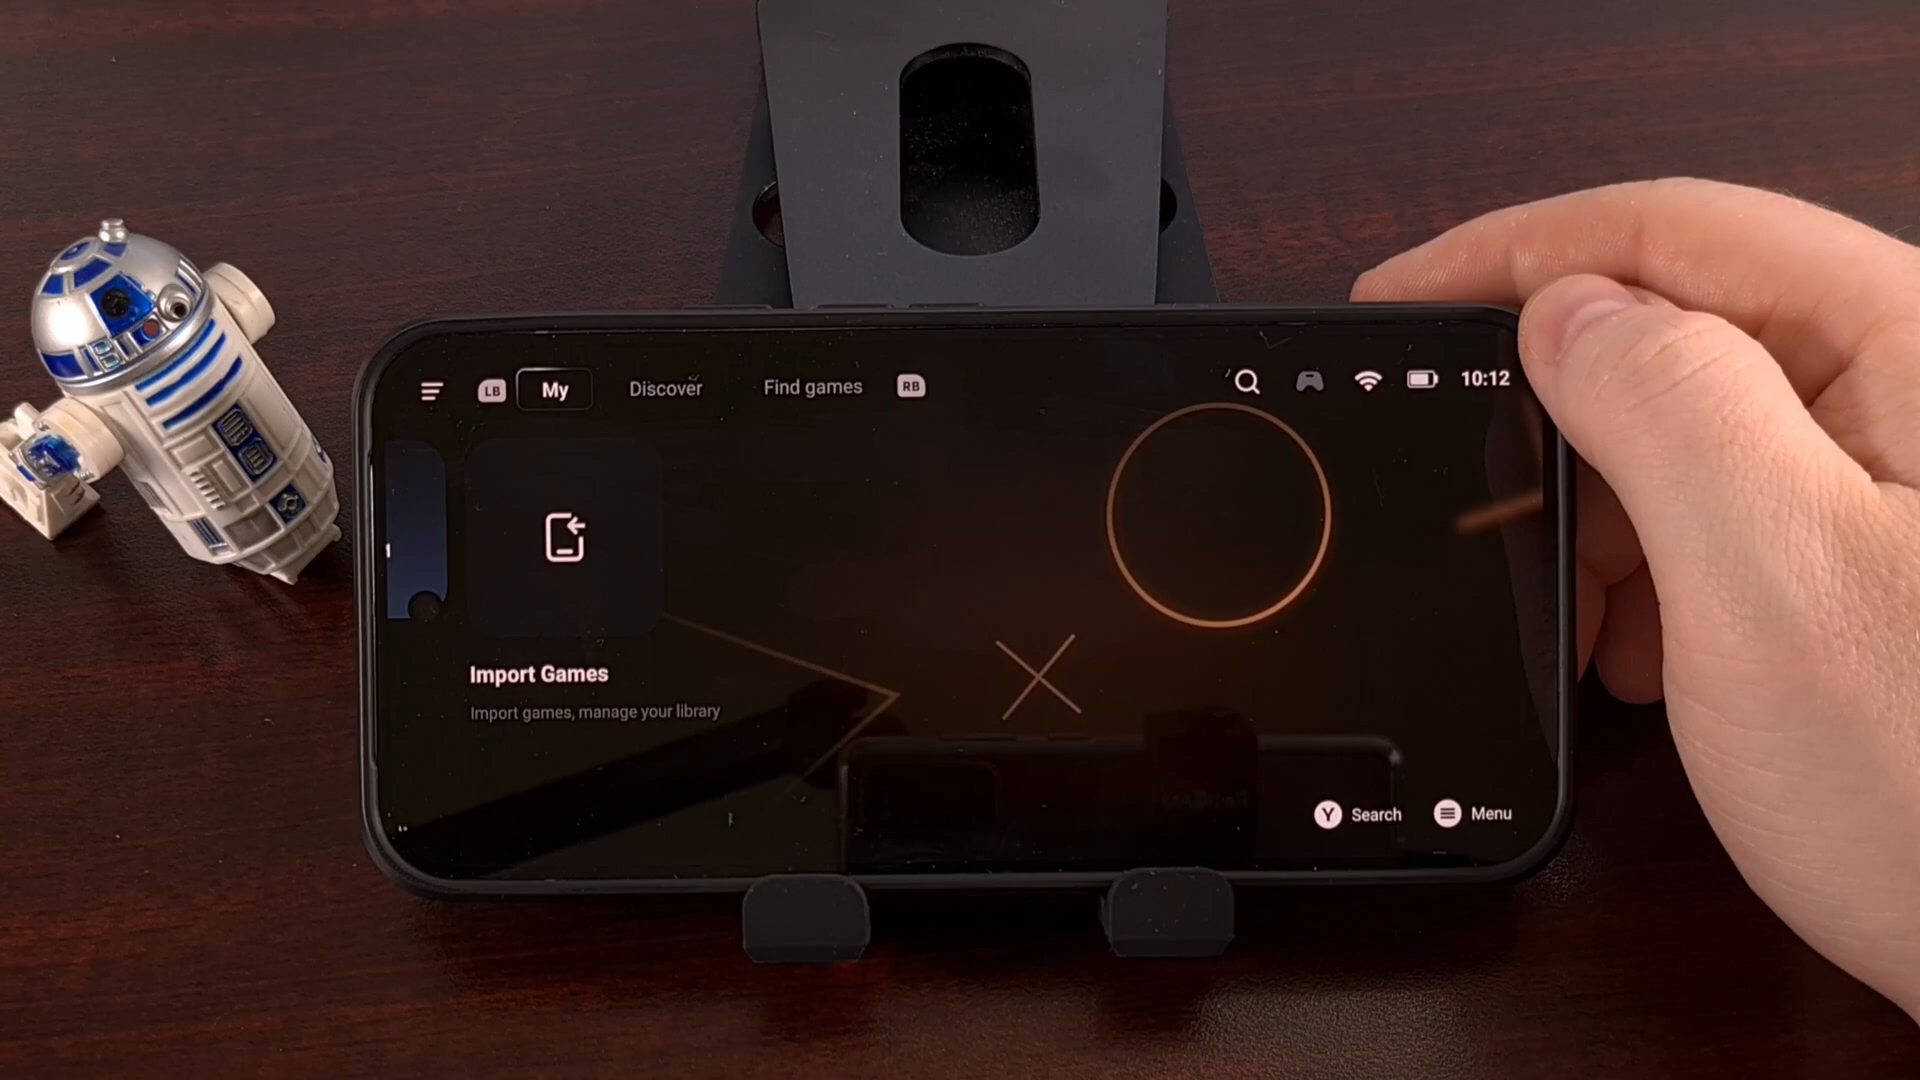 LB My Discover Find games RB 10:12
Import Games
Import games, manage your library
Y Search Menu